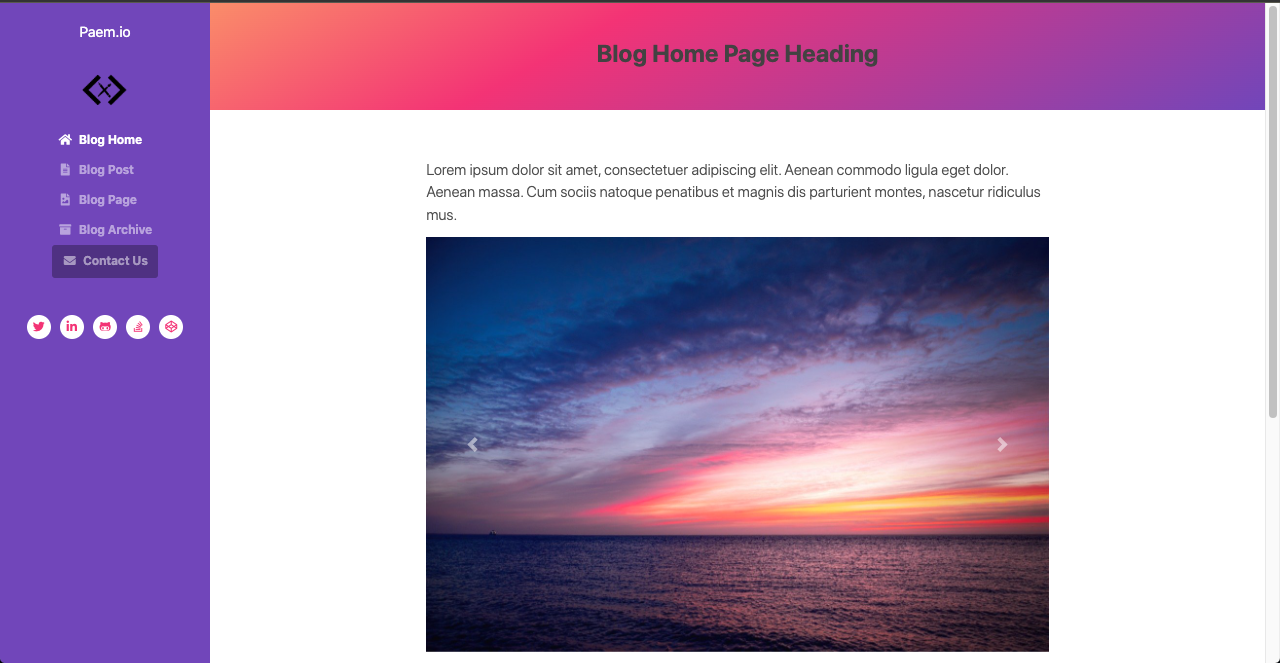 Paem.io
Blog Home
Blog Post
Blog Page
Blog Archive
Contact Us
Blog Home Page Heading
Lorem ipsum dolor sit amet, consectetuer adipiscing elit. Aenean commodo ligula eget dolor.
Aenean massa. Cum sociis natoque penatibus et magnis dis parturient montes, nascetur ridiculus
mus.